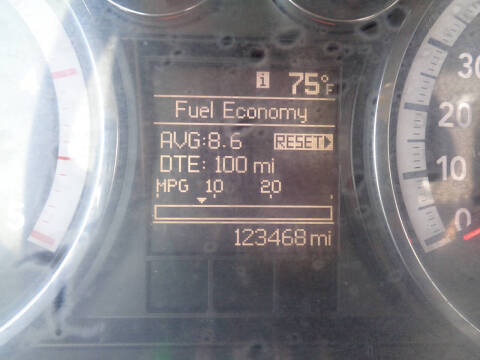 i 75°F
Fuel Economy
AVG:8.6 RESET
DTE: 100 mi
MPG 10 20
123468 mi
30
20
10
0